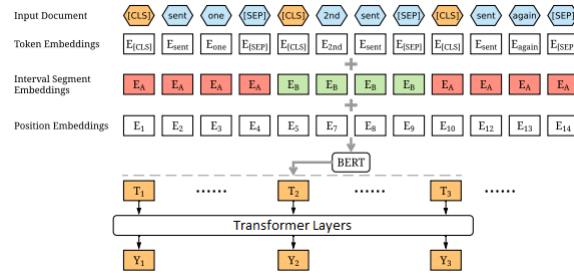 Input Document [CLS] sent one [SEP] [CLS] 2nd sent [SEP] [CLS] sent again [SEP]
Token Embeddings E[CLS] Esent Eone E[SEP] E[CLS] E2nd Esent E[SEP] E[CLS] Esent Eagain E[SEP
+
Interval Segment
Embeddings EA EA EA EA EB EB EB EB EA EA EA EA
+
Position Embeddings E1 E2 E3 E4 E5 E7 E8 E9 E10 E12 E13 E14
BERT
T1 ...... T2 ...... T3 ......
Transformer Layers
Y1 Y2 Y3